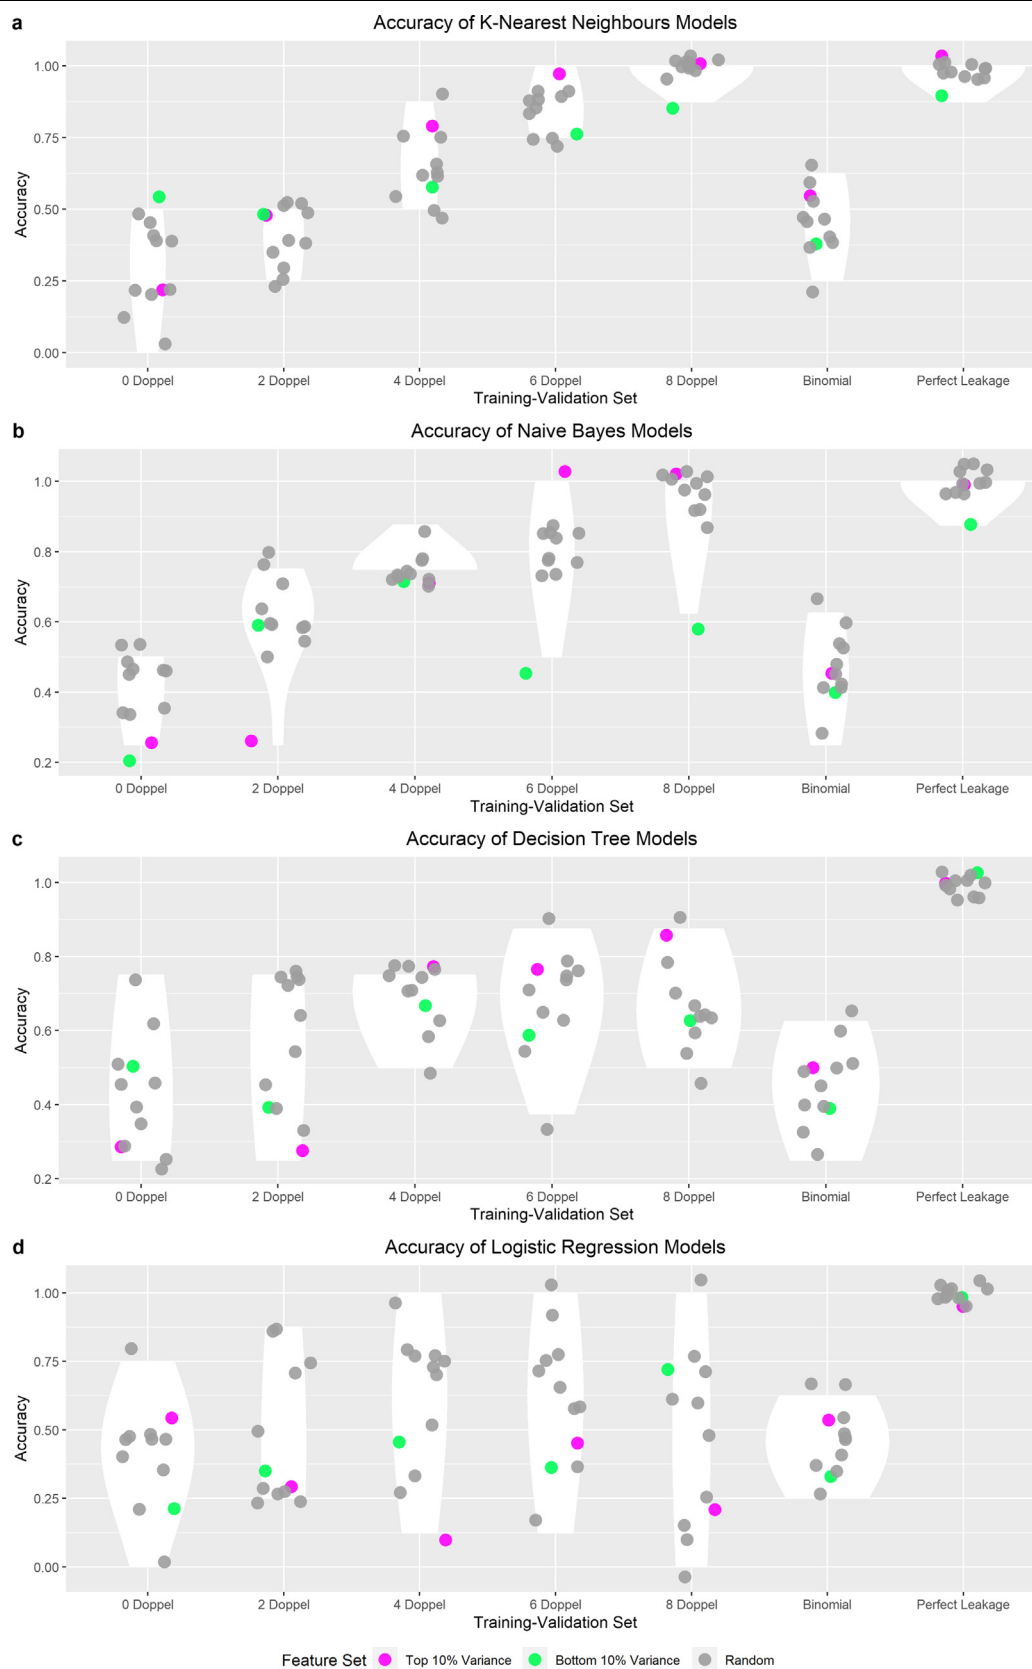 a
Accuracy of K-Nearest Neighbours Models
Accuracy
1.00
0.75
0.50
0.25
0.00
0 Doppel 2 Doppel 4 Doppel 6 Doppel 8 Doppel Binomial Perfect Leakage
Training-Validation Set
b
Accuracy of Naive Bayes Models
Accuracy
1.0
0.8
0.6
0.4
0.2
0 Doppel 2 Doppel 4 Doppel 6 Doppel 8 Doppel Binomial Perfect Leakage
Training-Validation Set
c
Accuracy of Decision Tree Models
Accuracy
1.0
0.8
0.6
0.4
0.2
0 Doppel 2 Doppel 4 Doppel 6 Doppel 8 Doppel Binomial Perfect Leakage
Training-Validation Set
d
Accuracy of Logistic Regression Models
Accuracy
1.00
0.75
0.50
0.25
0.00
0 Doppel 2 Doppel 4 Doppel 6 Doppel 8 Doppel Binomial Perfect Leakage
Training-Validation Set
Feature Set Top 10% Variance Bottom 10% Variance Random